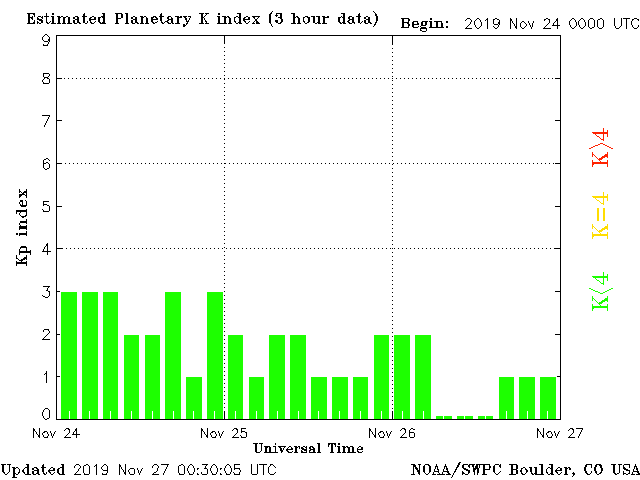 Estimated Planetary K index (3 hour data)
Begin: 2019 Nov 24 0000 UTC
9
8
7
6
5
4
3
2
1
0
Kp index
K>4
K=4
K<4
Nov 24
Nov 25
Nov 26
Nov 27
Universal Time
Updated 2019 Nov 27 00:30:05 UTC
NOAA/SWPC Boulder, CO USA